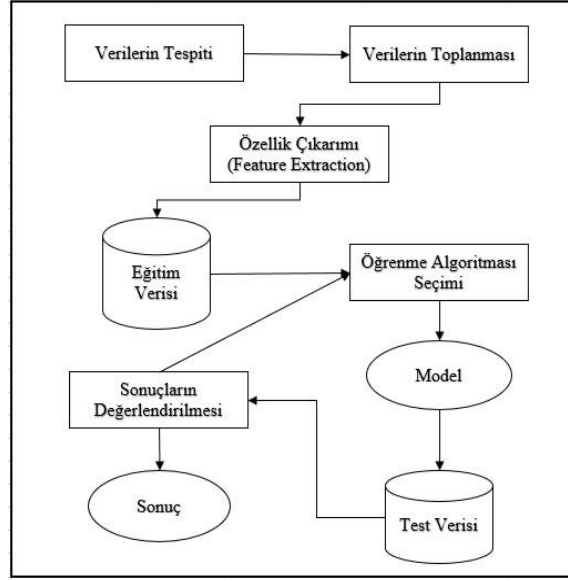 Verilerin Tespiti
Verilerin Toplanması
Özellik Çıkarımı
(Feature Extraction)
Eğitim
Verisi
Öğrenme Algoritması
Seçimi
Model
Sonuçların
Değerlendirilmesi
Sonuç
Test Verisi